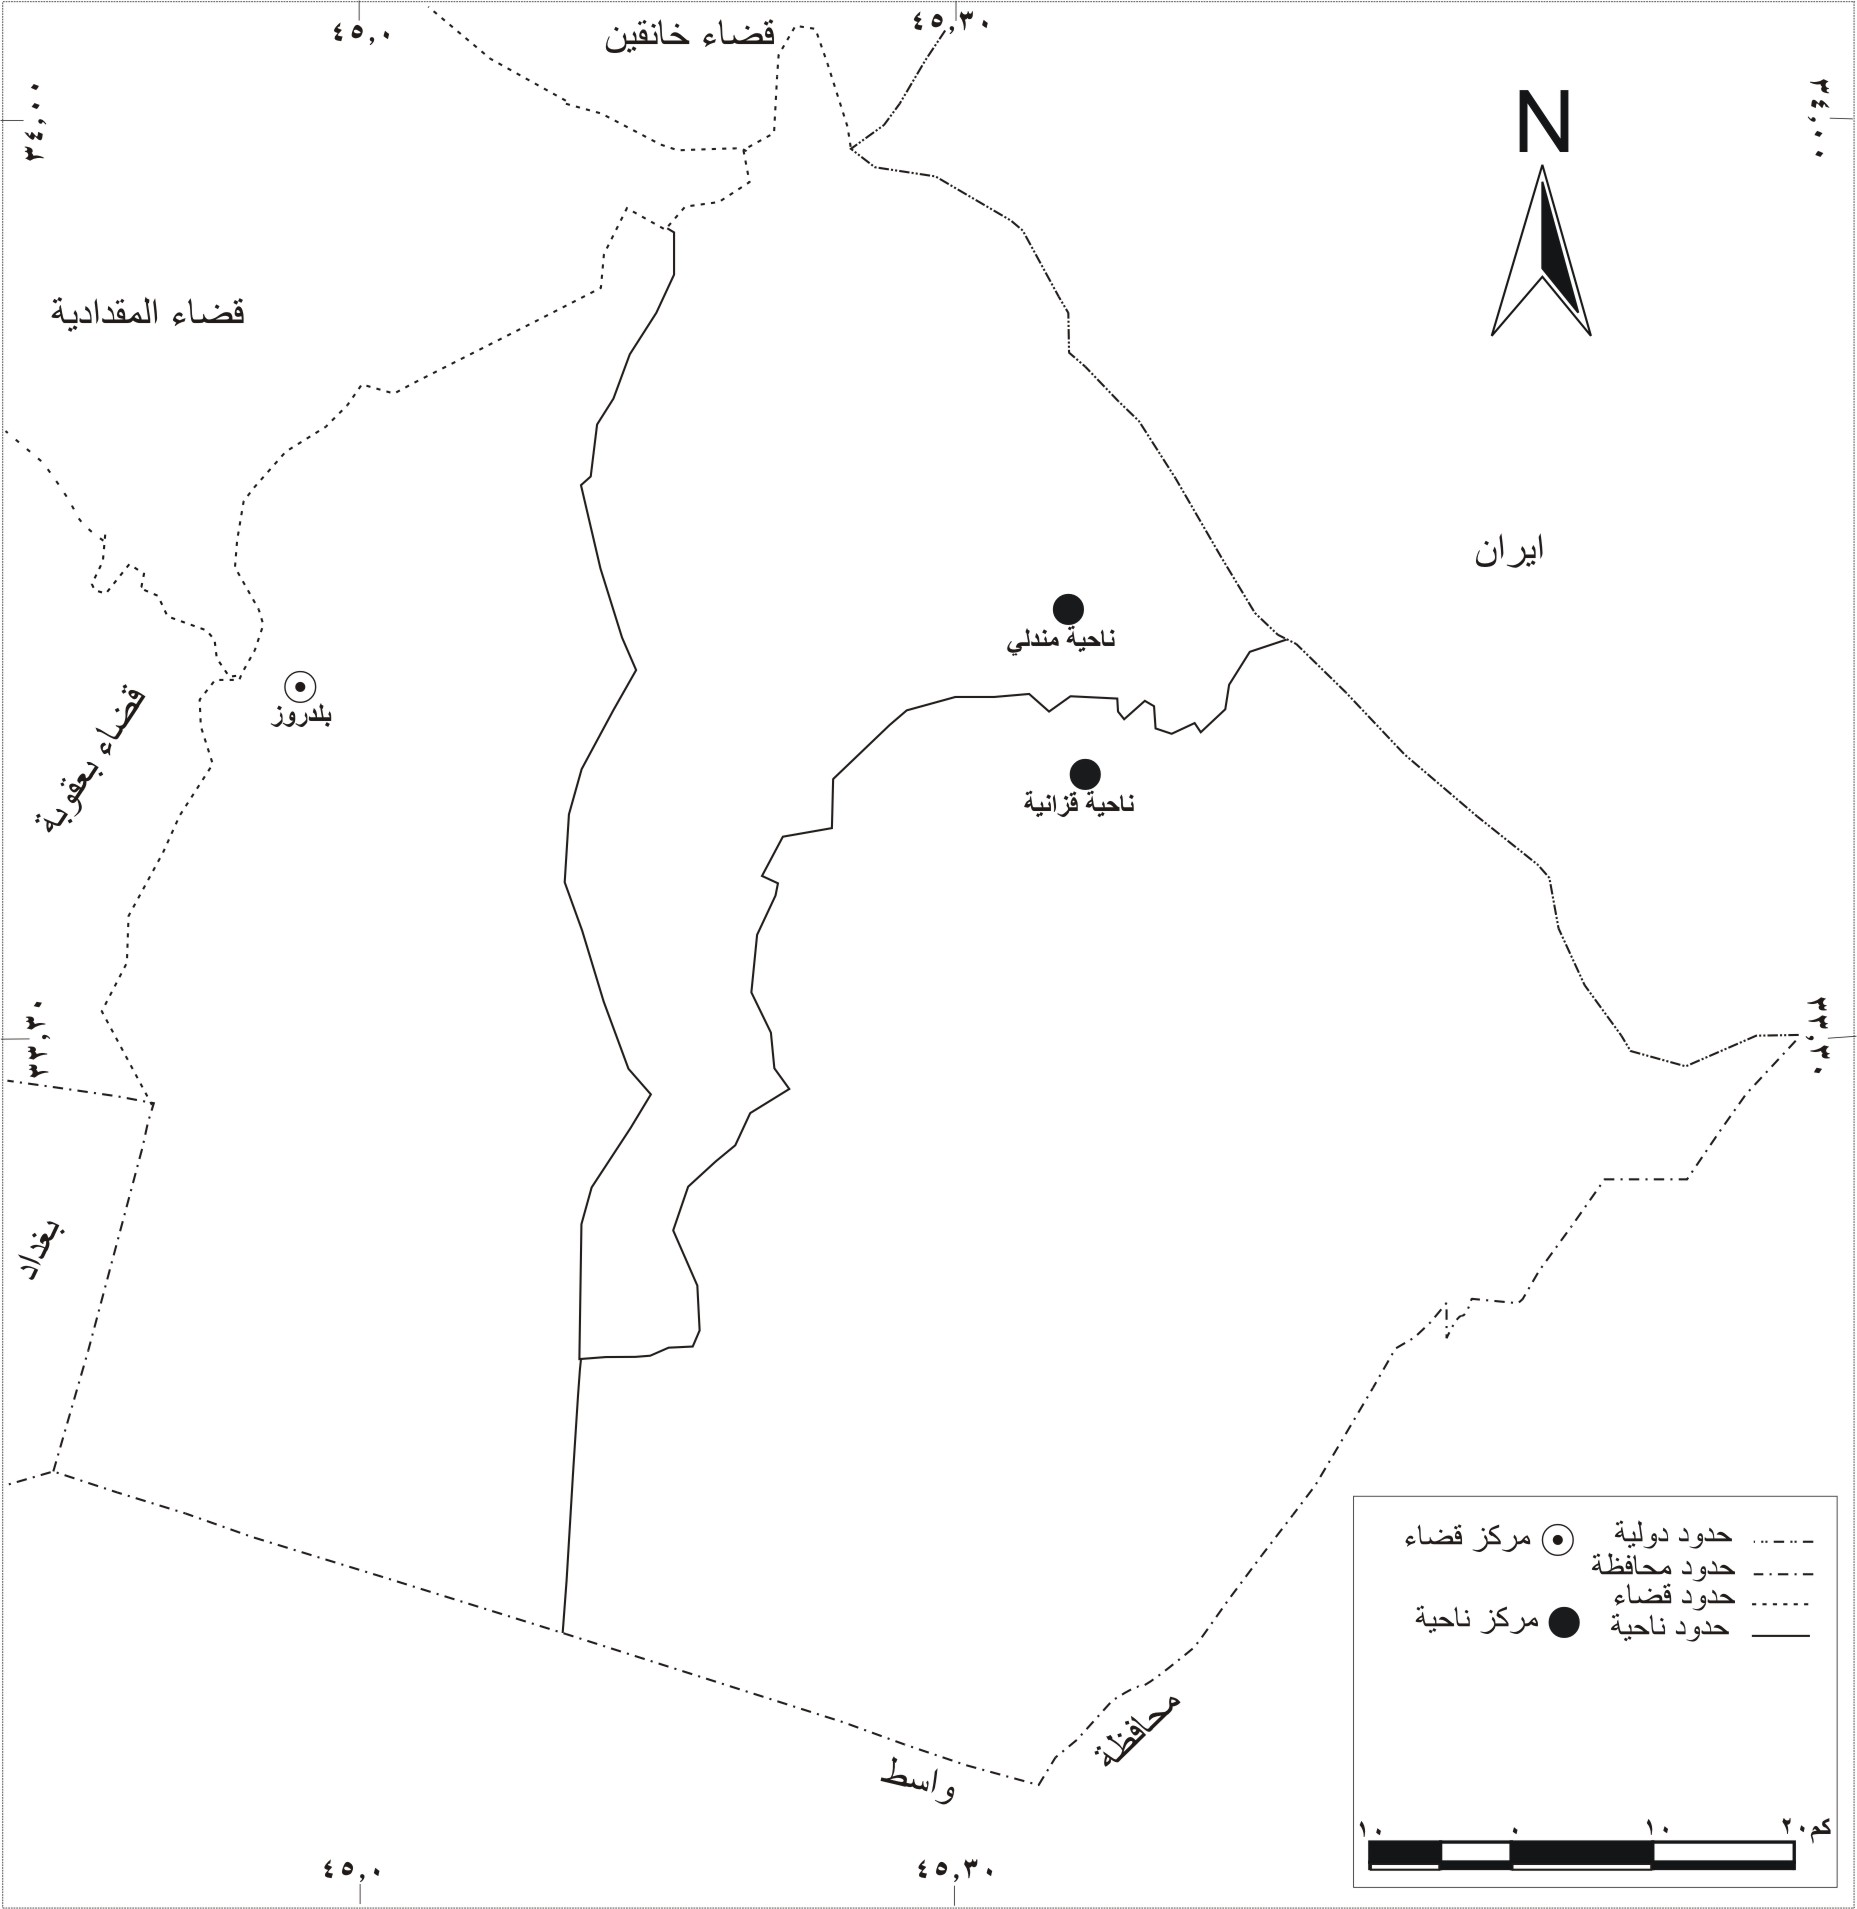 ٤٥,٠
قضاء خانقين
٤٥,٣٠
٣٤,٠٠
٣٤,٠٠
N
قضاء المقدادية
ايران
ناحية مندلي
بلدروز
قضاء بعقوبة
ناحية قزانية
٣٣,٣٠
٣٣,٣٠
بغداد
حدود دولية
مركز قضاء
حدود محافظة
حدود قضاء
مركز ناحية
حدود ناحية
محافظة
واسط
١٠ ٠ ١٠ ٢٠كم
٤٥,٠
٤٥,٣٠